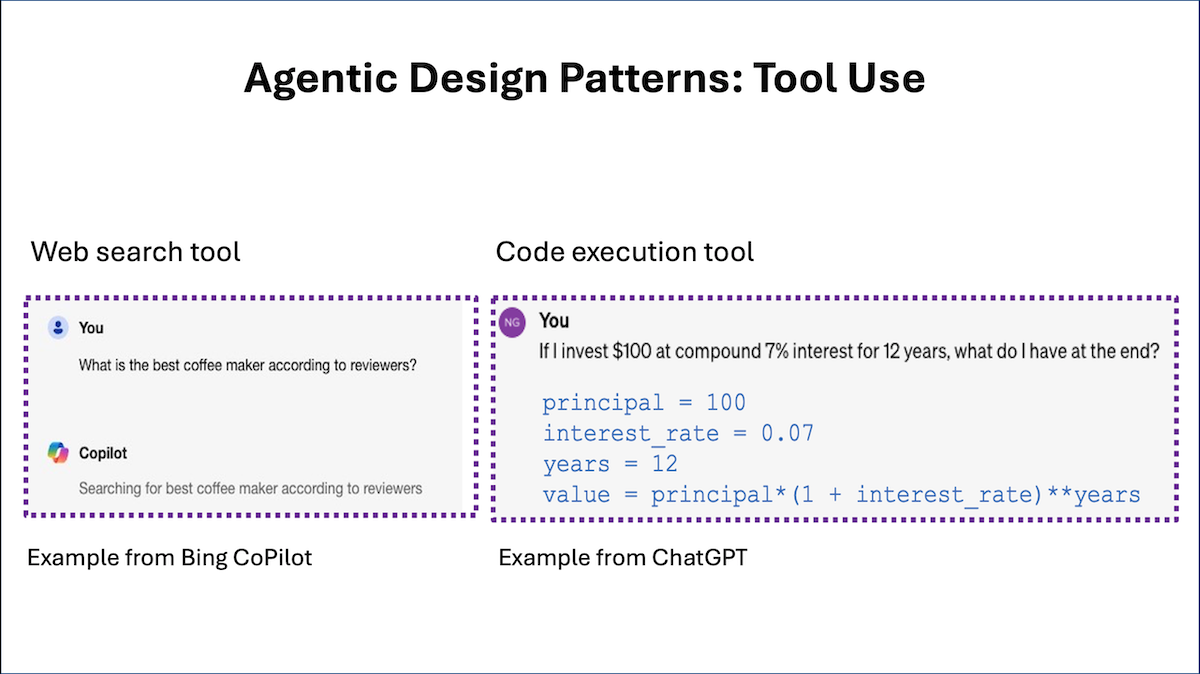 Agentic Design Patterns: Tool Use
Web search tool
You
What is the best coffee maker according to reviewers?
Copilot
Searching for best coffee maker according to reviewers
Example from Bing CoPilot
Code execution tool
NG
You
If I invest $100 at compound 7% interest for 12 years, what do I have at the end?
principal = 100
interest_rate = 0.07
years = 12
value = principal*(1 + interest_rate)**years
Example from ChatGPT